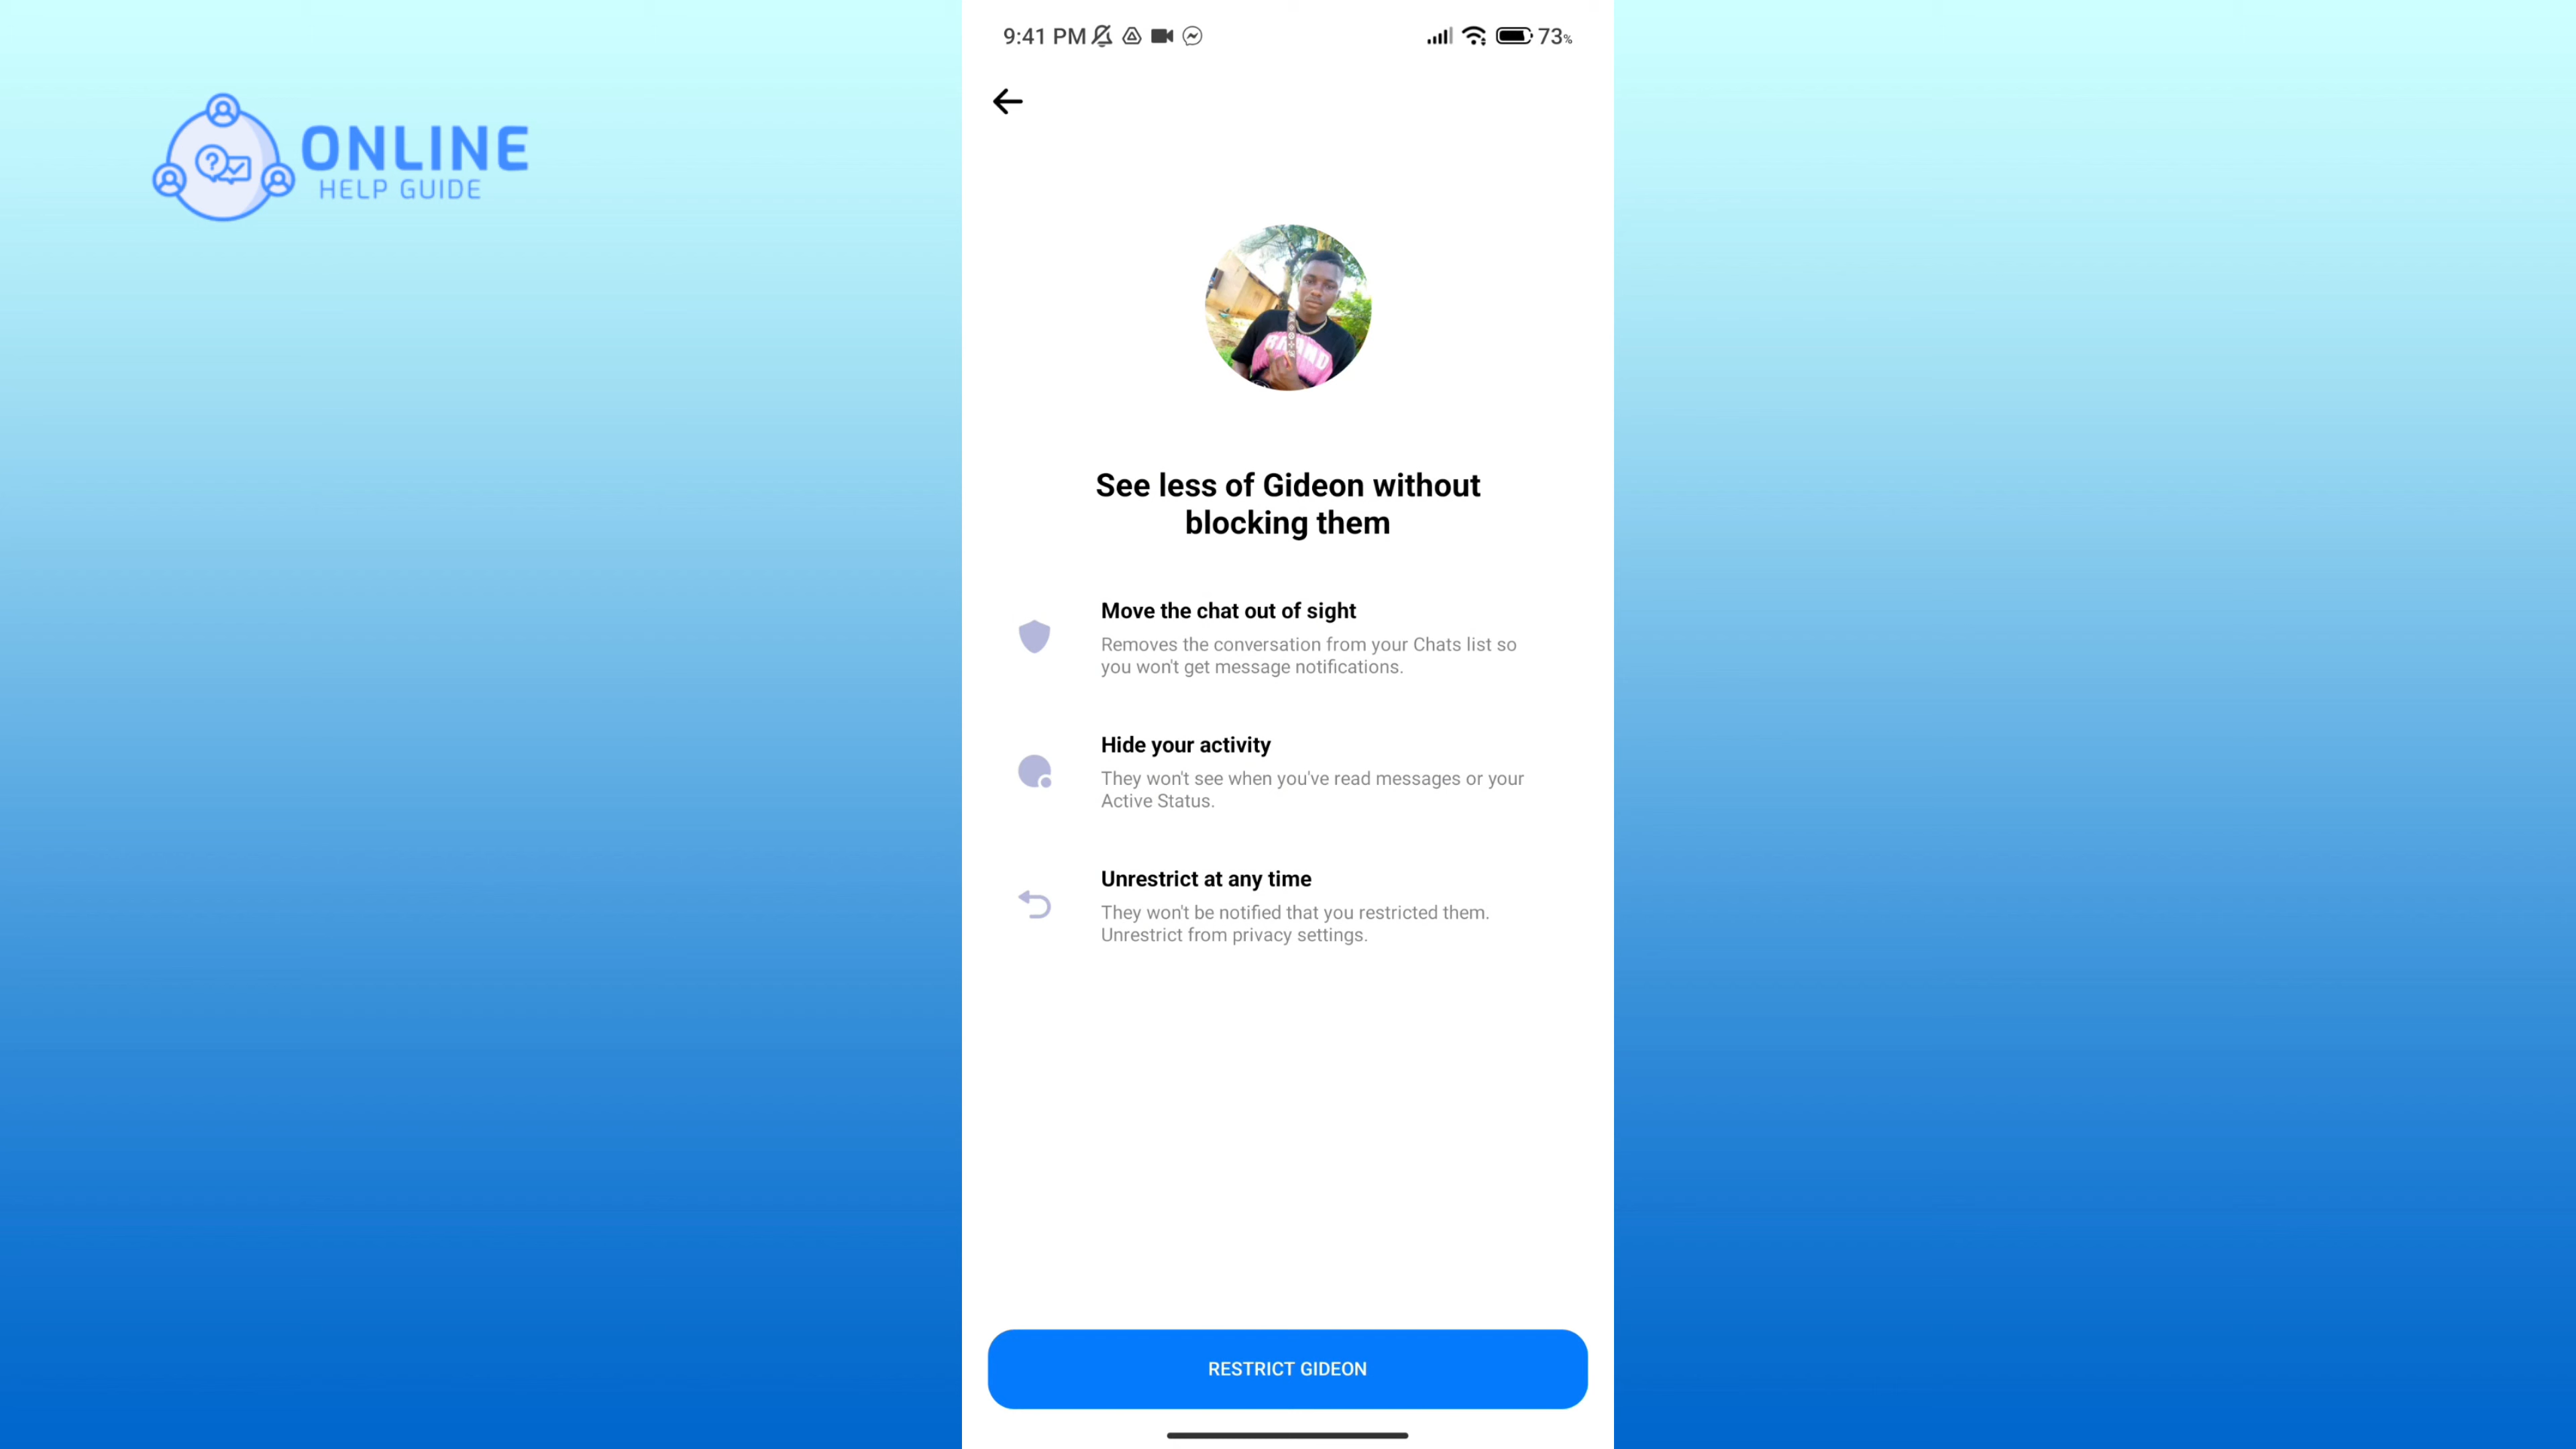 9:41 PM
73%
ONLINE
HELP GUIDE
See less of Gideon without
blocking them
Move the chat out of sight
Removes the conversation from your Chats list so
you won't get message notifications.
Hide your activity
They won't see when you've read messages or your
Active Status.
Unrestrict at any time
They won't be notified that you restricted them.
Unrestrict from privacy settings.
RESTRICT GIDEON